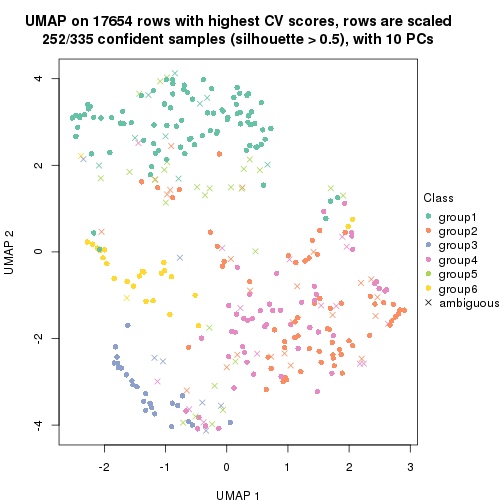 UMAP on 17654 rows with highest CV scores, rows are scaled
252/335 confident samples (silhouette > 0.5), with 10 PCs
4
2
0
-2
-4
UMAP 2
-2
-1
0
1
2
3
UMAP 1
Class
group1
group2
group3
group4
group5
group6
ambiguous